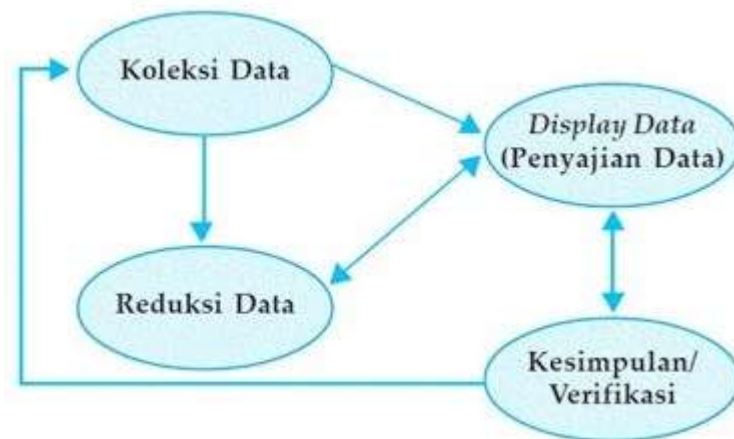 Koleksi Data
Display Data
(Penyajian Data)
Reduksi Data
Kesimpulan/
Verifikasi